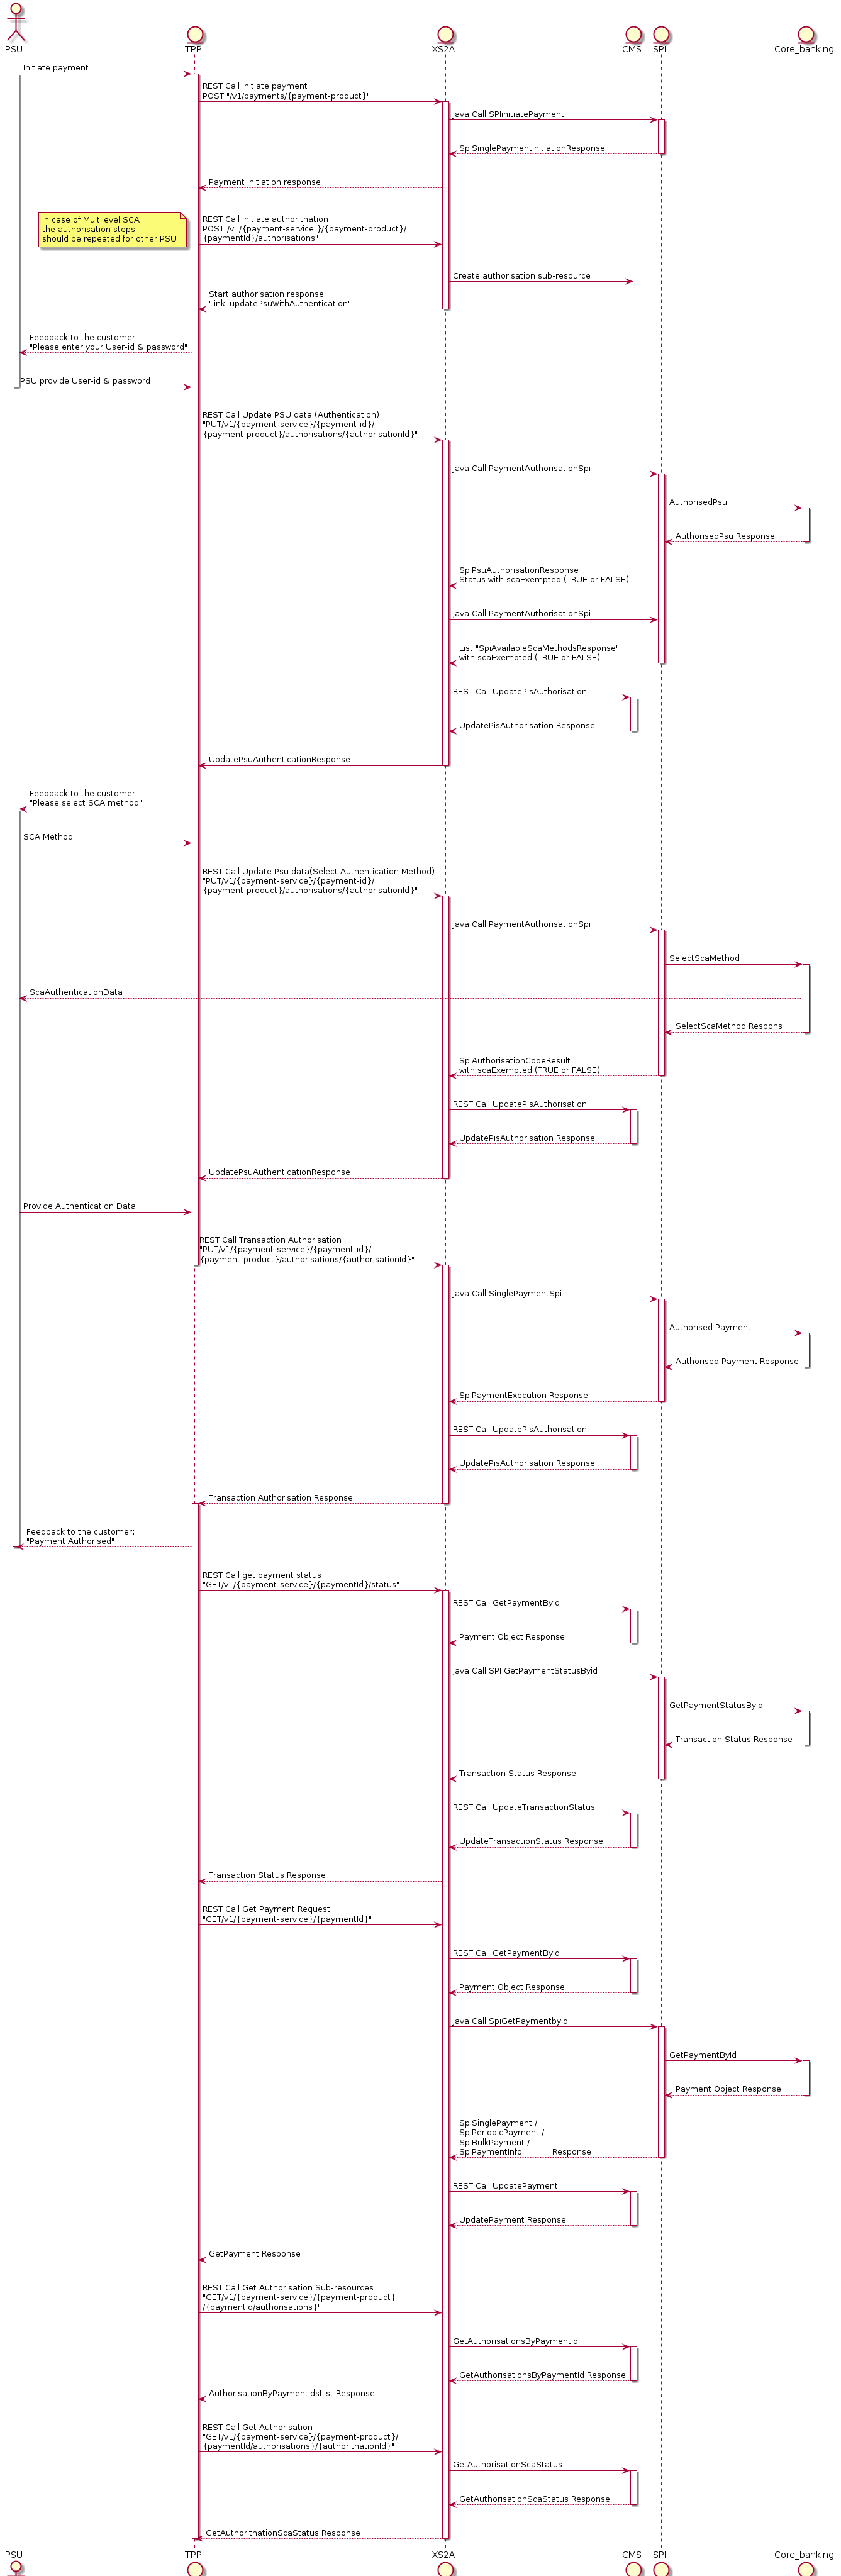 PSU
TPP
XS2A
CMS
SPI
Core_banking
Initiate payment
REST Call Initiate payment
POST "/v1/payments/{payment-product}"
Java Call SPIinitiatePayment
SpiSinglePaymentInitiationResponse
Payment initiation response
in case of Multilevel SCA
the authorisation steps
should be repeated for other PSU
REST Call Initiate authorithation
POST"/v1/{payment-service }/{payment-product}/
{paymentId}/authorisations"
Create authorisation sub-resource
Start authorisation response
"link_updatePsuWithAuthentication"
Feedback to the customer
"Please enter your User-id & password"
PSU provide User-id & password
REST Call Update PSU data (Authentication)
"PUT/v1/{payment-service}/{payment-id}/
{payment-product}/authorisations/{authorisationId}"
Java Call PaymentAuthorisationSpi
AuthorisedPsu
AuthorisedPsu Response
SpiPsuAuthorisationResponse
Status with scaExempted (TRUE or FALSE)
Java Call PaymentAuthorisationSpi
List "SpiAvailableScaMethodsResponse"
with scaExempted (TRUE or FALSE)
REST Call UpdatePisAuthorisation
UpdatePisAuthorisation Response
UpdatePsuAuthenticationResponse
Feedback to the customer
"Please select SCA method"
SCA Method
REST Call Update Psu data(Select Authentication Method)
"PUT/v1/{payment-service}/{payment-id}/
{payment-product}/authorisations/{authorisationId}"
Java Call PaymentAuthorisationSpi
SelectScaMethod
ScaAuthenticationData
SelectScaMethod Respons
SpiAuthorisationCodeResult
with scaExempted (TRUE or FALSE)
REST Call UpdatePisAuthorisation
UpdatePisAuthorisation Response
UpdatePsuAuthenticationResponse
Provide Authentication Data
REST Call Transaction Authorisation
"PUT/v1/{payment-service}/{payment-id}/
{payment-product}/authorisations/{authorisationId}"
Java Call SinglePaymentSpi
Authorised Payment
Authorised Payment Response
SpiPaymentExecution Response
REST Call UpdatePisAuthorisation
UpdatePisAuthorisation Response
Transaction Authorisation Response
Feedback to the customer:
"Payment Authorised"
REST Call get payment status
"GET/v1/{payment-service}/{paymentId}/status"
REST Call GetPaymentById
Payment Object Response
Java Call SPI GetPaymentStatusByid
GetPaymentStatusById
Transaction Status Response
Transaction Status Response
REST Call UpdateTransactionStatus
UpdateTransactionStatus Response
Transaction Status Response
REST Call Get Payment Request
"GET/v1/{payment-service}/{paymentId}"
REST Call GetPaymentById
Payment Object Response
Java Call SpiGetPaymentbyId
GetPaymentById
Payment Object Response
SpiSinglePayment /
SpiPeriodicPayment /
SpiBulkPayment /
SpiPaymentInfo Response
REST Call UpdatePayment
UpdatePayment Response
GetPayment Response
REST Call Get Authorisation Sub-resources
"GET/v1/{payment-service}/{payment-product}
/{paymentId/authorisations}"
GetAuthorisationsByPaymentId
GetAuthorisationsByPaymentId Response
AuthorisationByPaymentIdsList Response
REST Call Get Authorisation
"GET/v1/{payment-service}/{payment-product}/
{paymentId/authorisations}/{authorithationId}"
GetAuthorisationScaStatus
GetAuthorisationScaStatus Response
GetAuthorithationScaStatus Response
PSU
TPP
XS2A
CMS
SPI
Core_banking